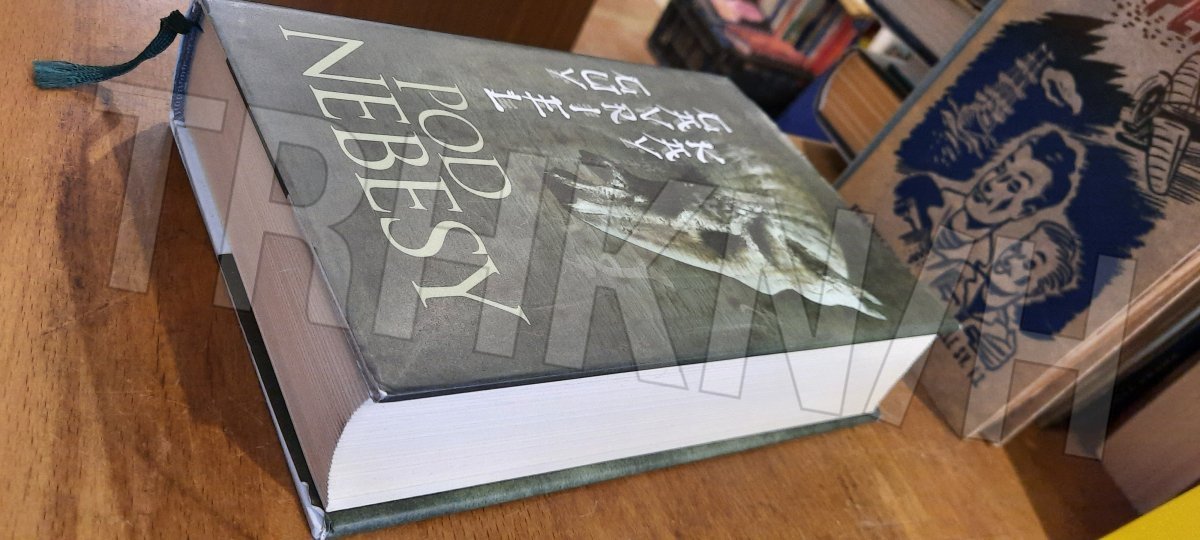 GUY
GAVRIEL
KAY
POD
NEBESY
TRHKNIH